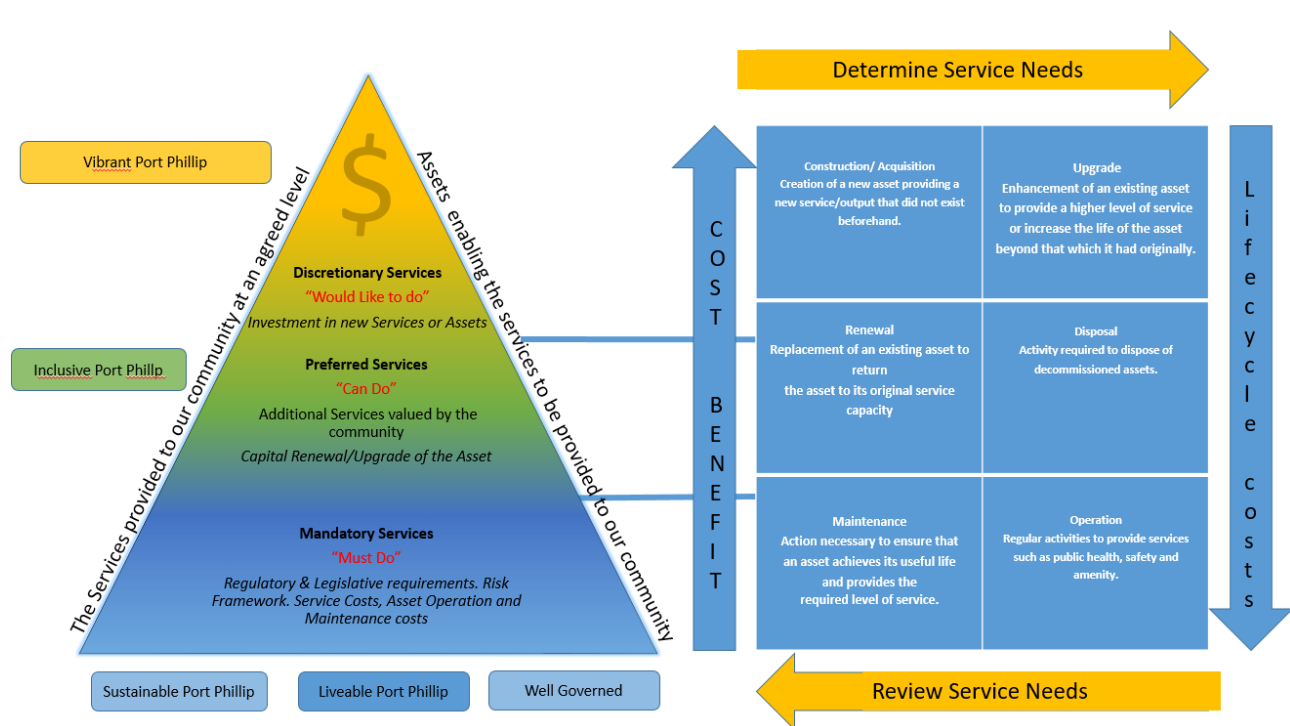 Determine Service Needs
Vibrant Port Phillip
$
The Services provided to our community at an agreed level
Assets enabling the services to be provided to our community
Discretionary Services
“Would Like to do”
Investment in new Services or Assets
Inclusive Port Phillp
Preferred Services
“Can Do”
Additional Services valued by the
community
Capital Renewal/Upgrade of the Asset
Mandatory Services
“Must Do”
Regulatory & Legislative requirements. Risk
Framework. Service Costs, Asset Operation and
Maintenance costs
Sustainable Port Phillip
Liveable Port Phillip
Well Governed
COST BENEFIT
Construction/ Acquisition
Creation of a new asset providing a
new service/output that did not exist
beforehand.
Upgrade
Enhancement of an existing asset
to provide a higher level of service
or increase the life of the asset
beyond that which it had originally.
Renewal
Replacement of an existing asset to
return
the asset to its original service
capacity
Disposal
Activity required to dispose of
decommissioned assets.
Maintenance
Action necessary to ensure that
an asset achieves its useful life
and provides the
required level of service.
Operation
Regular activities to provide services
such as public health, safety and
amenity.
Lifecycle costs
Review Service Needs